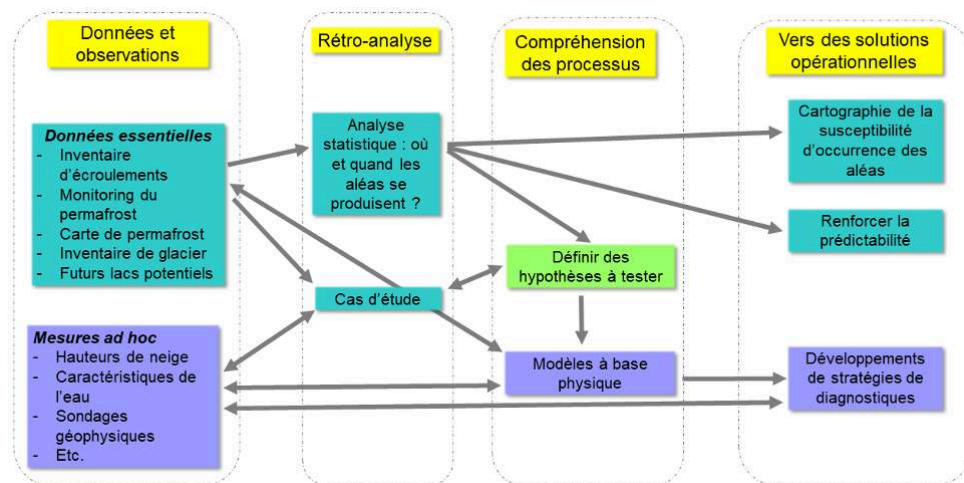 Données et
observations
Rétro-analyse
Compréhension
des processus
Vers des solutions
opérationnelles
Données essentielles
- Inventaire
d'écroulements
- Monitoring du
permafrost
- Carte de permafrost
- Inventaire de glacier
- Futurs lacs potentiels
Mesures ad hoc
- Hauteurs de neige
- Caractéristiques de
l'eau
- Sondages
géophysiques
- Etc.
Analyse
statistique : où
et quand les
aléas se
produisent ?
Cas d'étude
Définir des
hypothèses à tester
Modèles à base
physique
Cartographie de la
susceptibilité
d'occurrence des
aléas
Renforcer la
prédictabilité
Développements
de stratégies de
diagnostiques